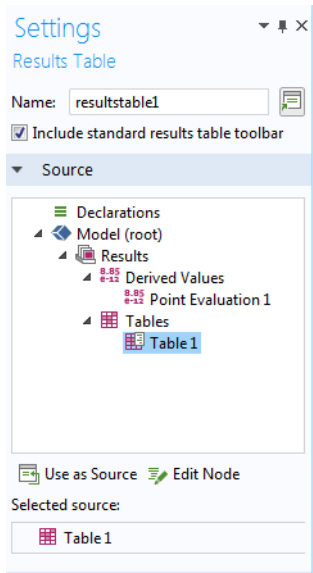 Settings
Results Table
Name: resultstable1
Include standard results table toolbar
Source
Declarations
Model (root)
Results
8.85
e-12 Derived Values
8.85
e-12 Point Evaluation 1
Tables
Table 1
Use as Source Edit Node
Selected source:
Table 1